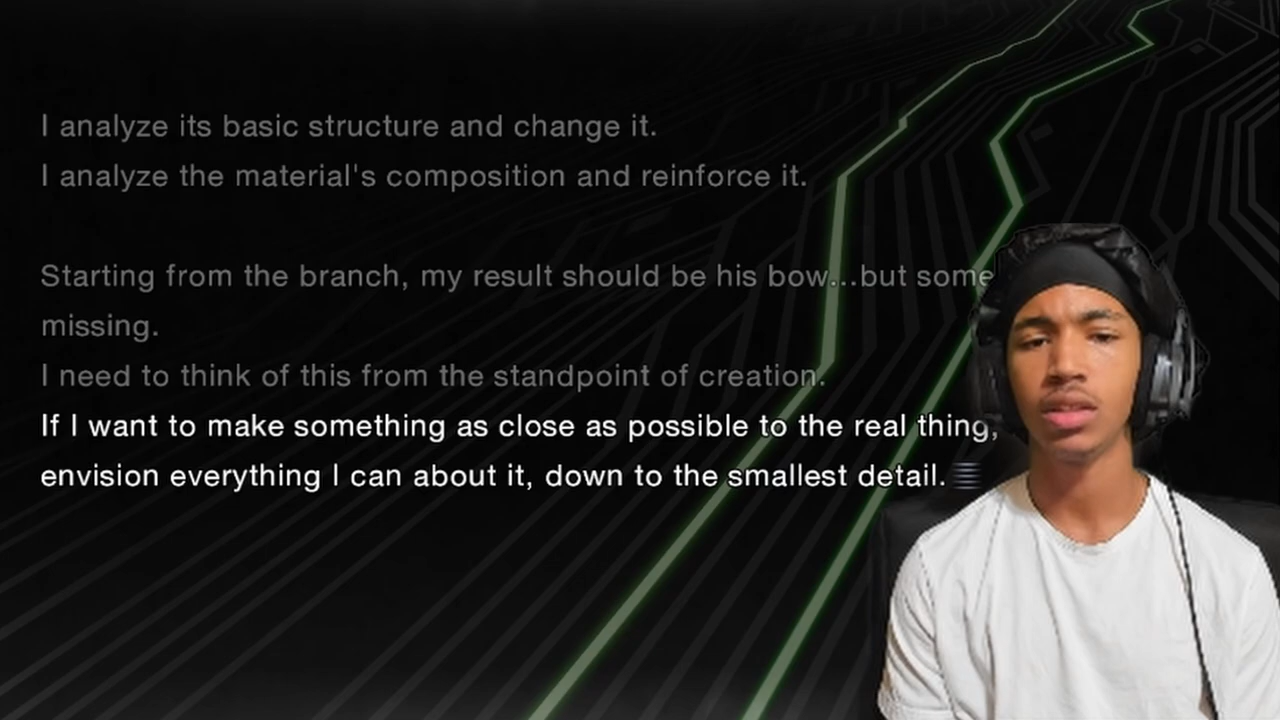 I analyze its basic structure and change it.
I analyze the material's composition and reinforce it.
Starting from the branch, my result should be his bow...but some
missing.
I need to think of this from the standpoint of creation.
If I want to make something as close as possible to the real thing,
envision everything I can about it, down to the smallest detail.